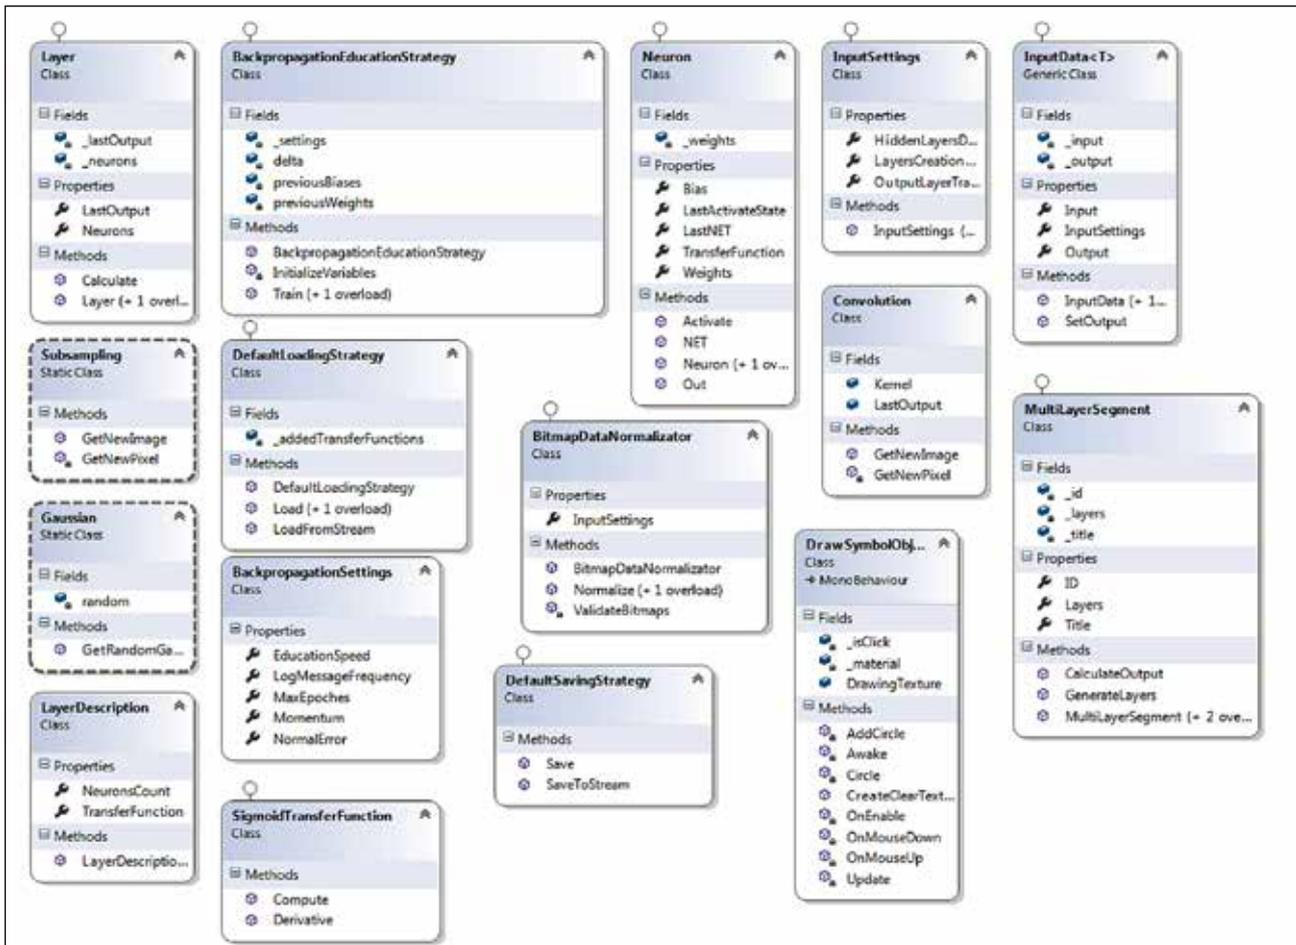 Layer
Class
Fields
_lastOutput
_neurons
Properties
LastOutput
Neurons
Methods
Calculate
Layer (+ 1 overl...
BackpropagationEducationStrategy
Class
Fields
_settings
delta
previousBiases
previousWeights
Methods
BackpropagationEducationStrategy
InitializeVariables
Train (+ 1 overload)
Neuron
Class
Fields
_weights
Properties
Bias
LastActivateState
LastNET
TransferFunction
Weights
Methods
Activate
NET
Neuron (+ 1 ov...
Out
InputSettings
Class
Properties
HiddenLayersD...
LayersCreation...
OutputLayerTra...
Methods
InputSettings (...
InputData<T>
Generic Class
Fields
_input
_output
Properties
Input
InputSettings
Output
Methods
InputData (+ 1...
SetOutput
Subsampling
Static Class
Methods
GetNewImage
GetNewPixel
DefaultLoadingStrategy
Class
Fields
_addedTransferFunctions
Methods
DefaultLoadingStrategy
Load (+ 1 overload)
LoadFromStream
Convolution
Class
Fields
Kernel
LastOutput
Methods
GetNewImage
GetNewPixel
MultiLayerSegment
Class
Fields
_id
_layers
_title
Properties
ID
Layers
Title
Methods
CalculateOutput
GenerateLayers
MultiLayerSegment (+ 2 ove...
BitmapDataNormalizator
Class
Properties
InputSettings
Methods
BitmapDataNormalizator
Normalize (+ 1 overload)
ValidateBitmaps
Gaussian
Static Class
Fields
random
Methods
GetRandomGa...
BackpropagationSettings
Class
Properties
EducationSpeed
LogMessageFrequency
MaxEpoches
Momentum
NormalError
DrawSymbolObj...
Class
MonoBehaviour
Fields
_isClick
_material
DrawingTexture
Methods
AddCircle
Awake
Circle
CreateClearText...
OnEnable
OnMouseDown
OnMouseUp
Update
DefaultSavingStrategy
Class
Methods
Save
SaveToStream
LayerDescription
Class
Properties
NeuronsCount
TransferFunction
Methods
LayerDescriptio...
SigmoidTransferFunction
Class
Methods
Compute
Derivative